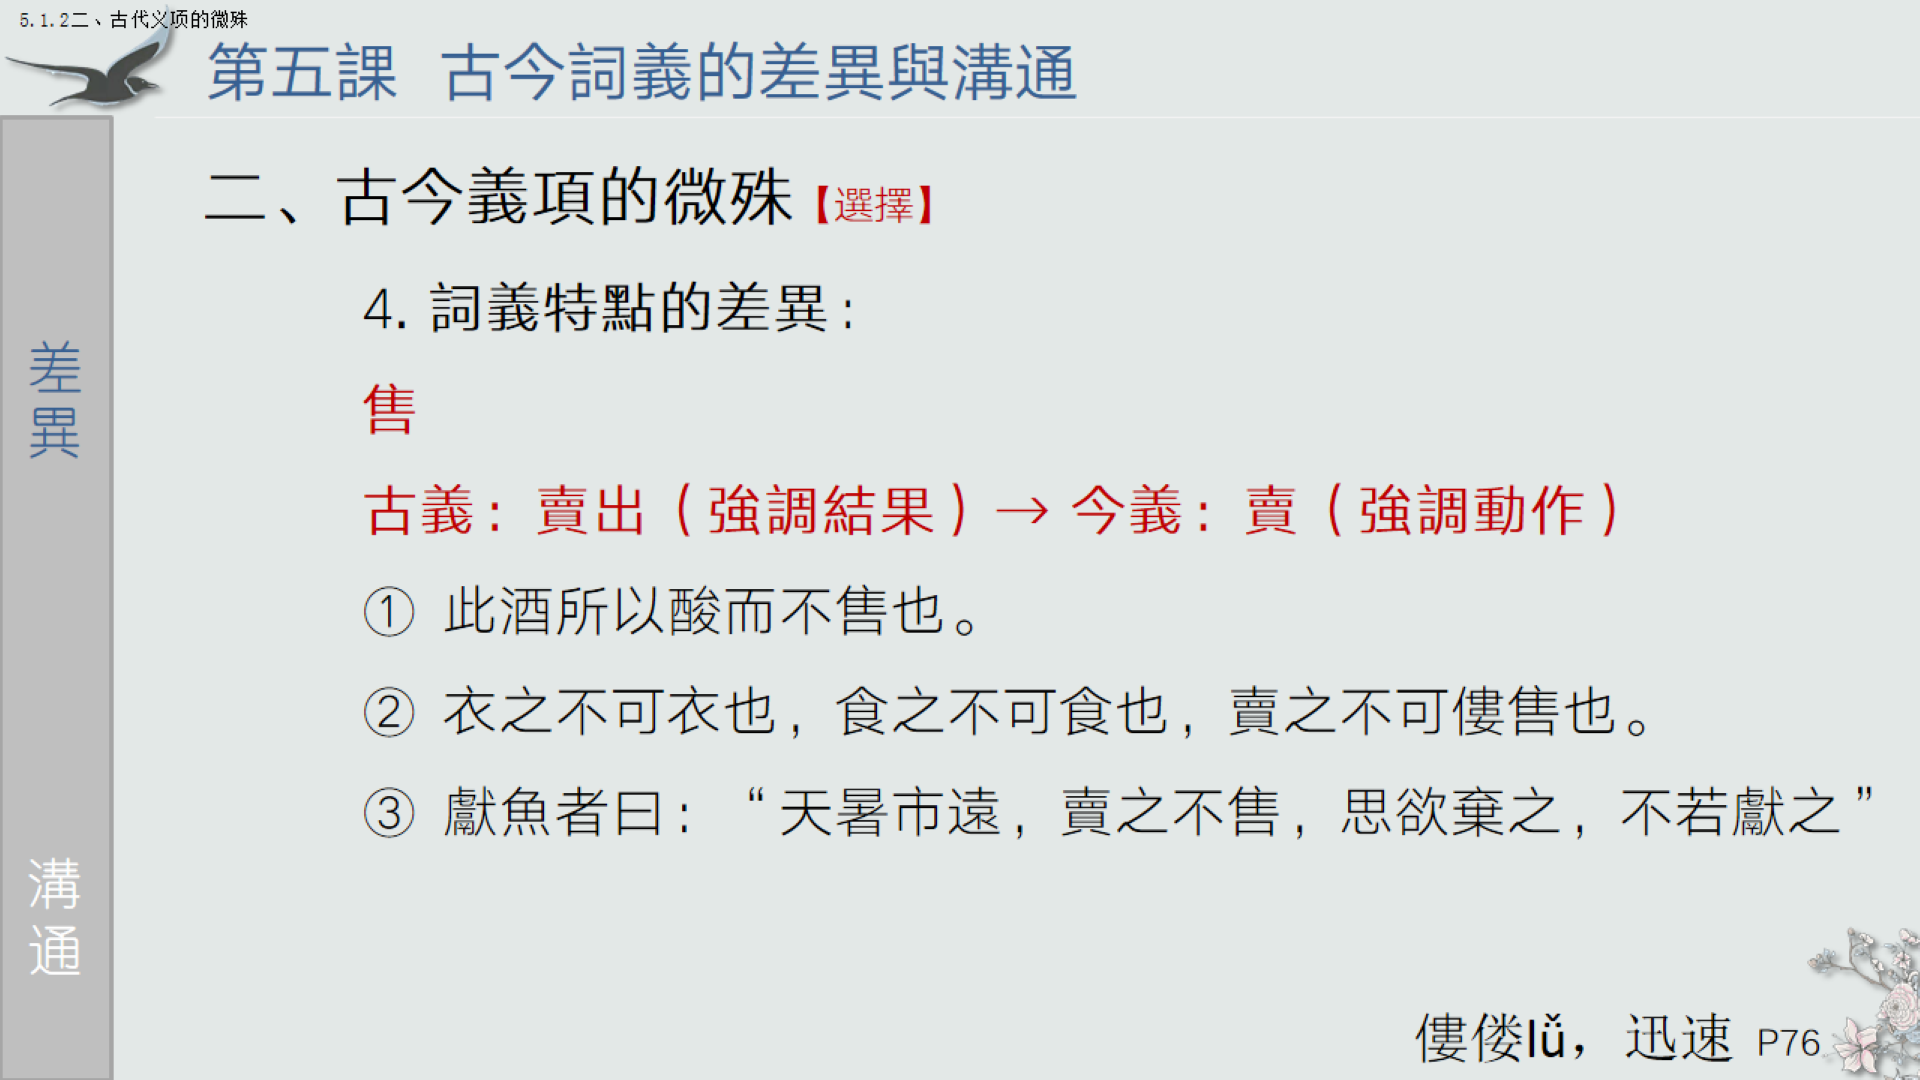 5.1.2二、古代义项的微殊
第五課 古今詞義的差異與溝通
二、古今義項的微殊【選擇】
4. 詞義特點的差異：
售
古義：賣出（強調結果）→ 今義：賣（強調動作）
① 此酒所以酸而不售也。
② 衣之不可衣也，食之不可食也，賣之不可僂售也。
③ 獻魚者曰：“天暑市遠，賣之不售，思欲棄之，不若獻之”
差異
溝通
僂偻lǚ，迅速 P76